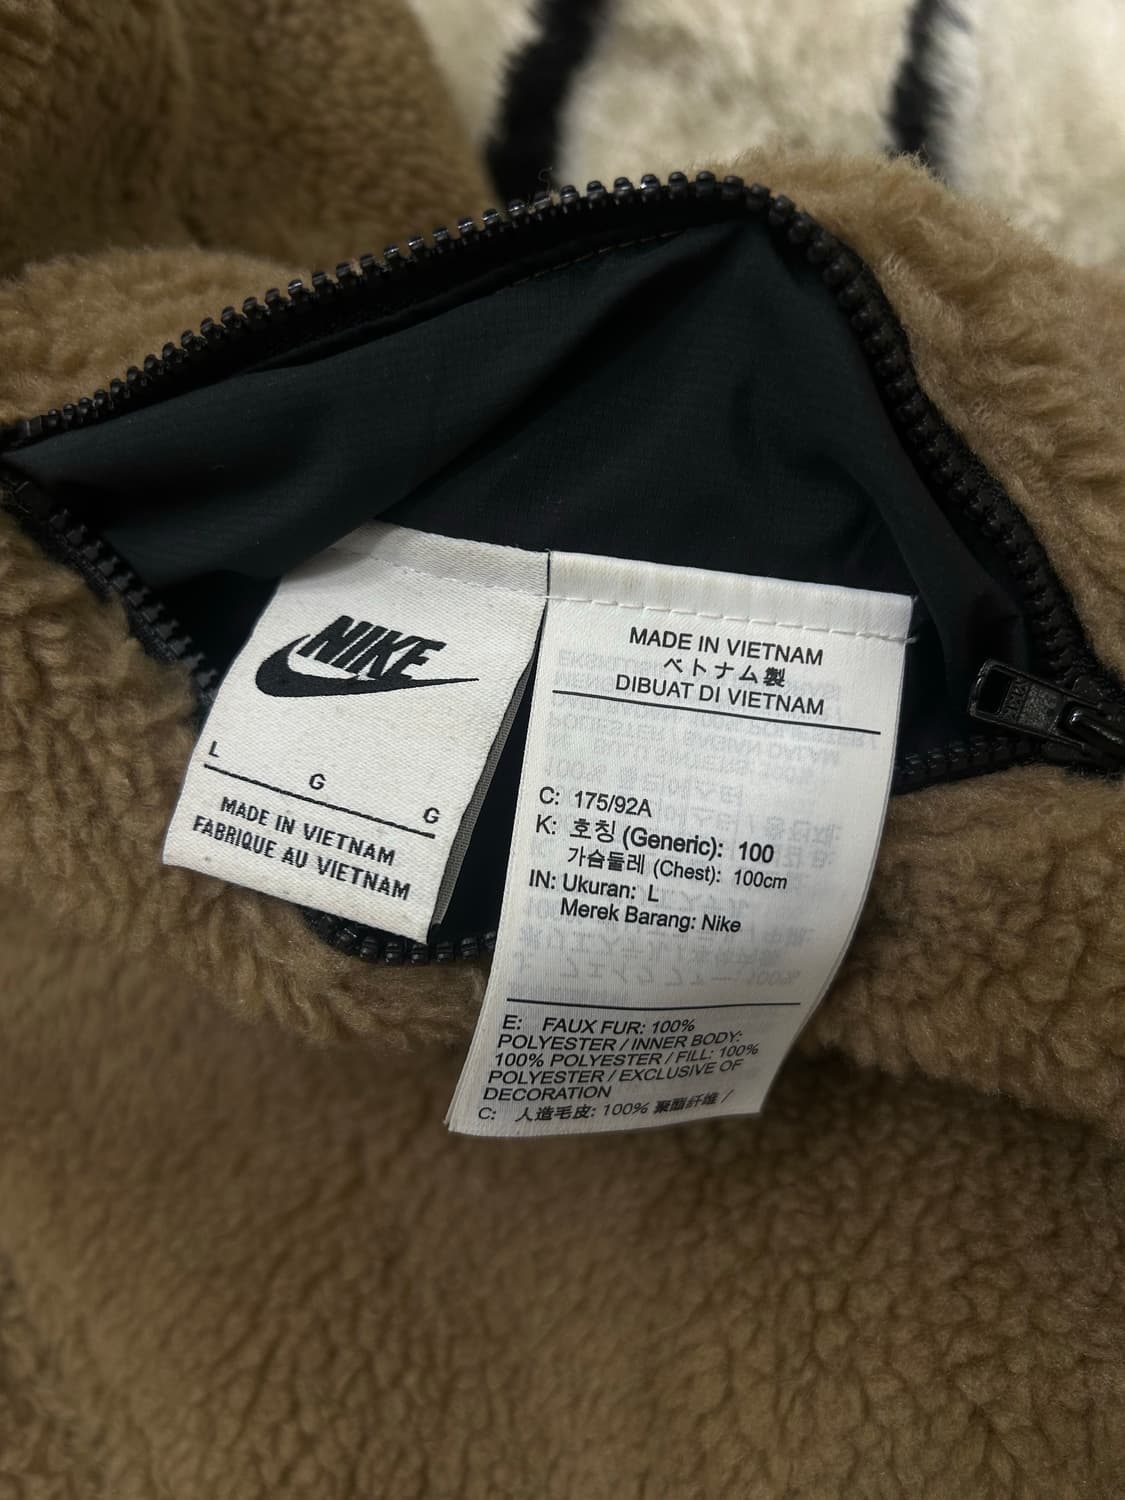 NIKE
L
G
G
MADE IN VIETNAM
FABRIQUE AU VIETNAM
MADE IN VIETNAM
ベトナム製
DIBUAT DI VIETNAM
C: 175/92A
K: 호칭 (Generic): 100
가슴둘레 (Chest): 100cm
IN: Ukuran: L
Merek Barang: Nike
E: FAUX FUR: 100%
POLYESTER / INNER BODY:
100% POLYESTER / FILL: 100%
POLYESTER / EXCLUSIVE OF
DECORATION
C: 人造毛皮: 100% 聚酯纤维 /